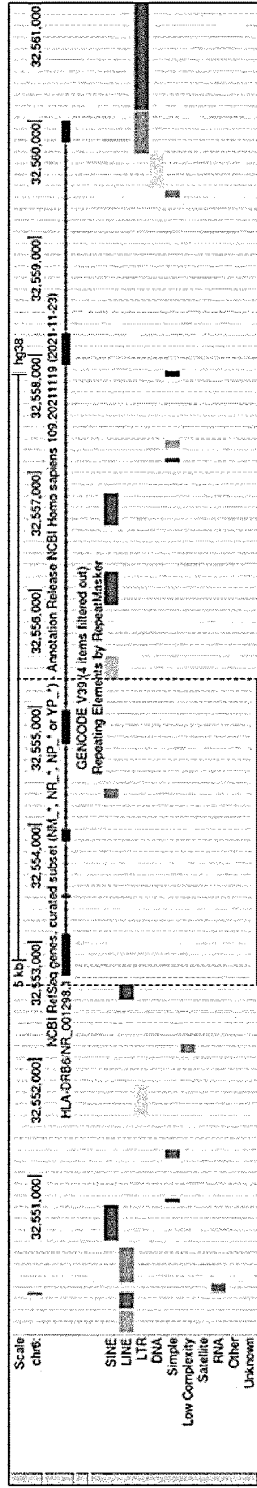 Scale
5 kb
hg38
chr6:
32,551,000
32,552,000
32,553,000
32,554,000
32,555,000
32,556,000
32,557,000
32,558,000
32,559,000
32,560,000
32,561,000
NCBI RefSeq genes, curated subset (NM_*, NR_*, NP_* or YP_*) - Annotation Release NCBI Homo sapiens 109.20211119 (2021-11-23)
HLA-DRB6/NR_001298.1
GENCODE V39 (4 items filtered out)
Repeating Elements by RepeatMasker
SINE
LINE
LTR
DNA
Simple
Low Complexity
Satellite
RNA
Other
Unknown